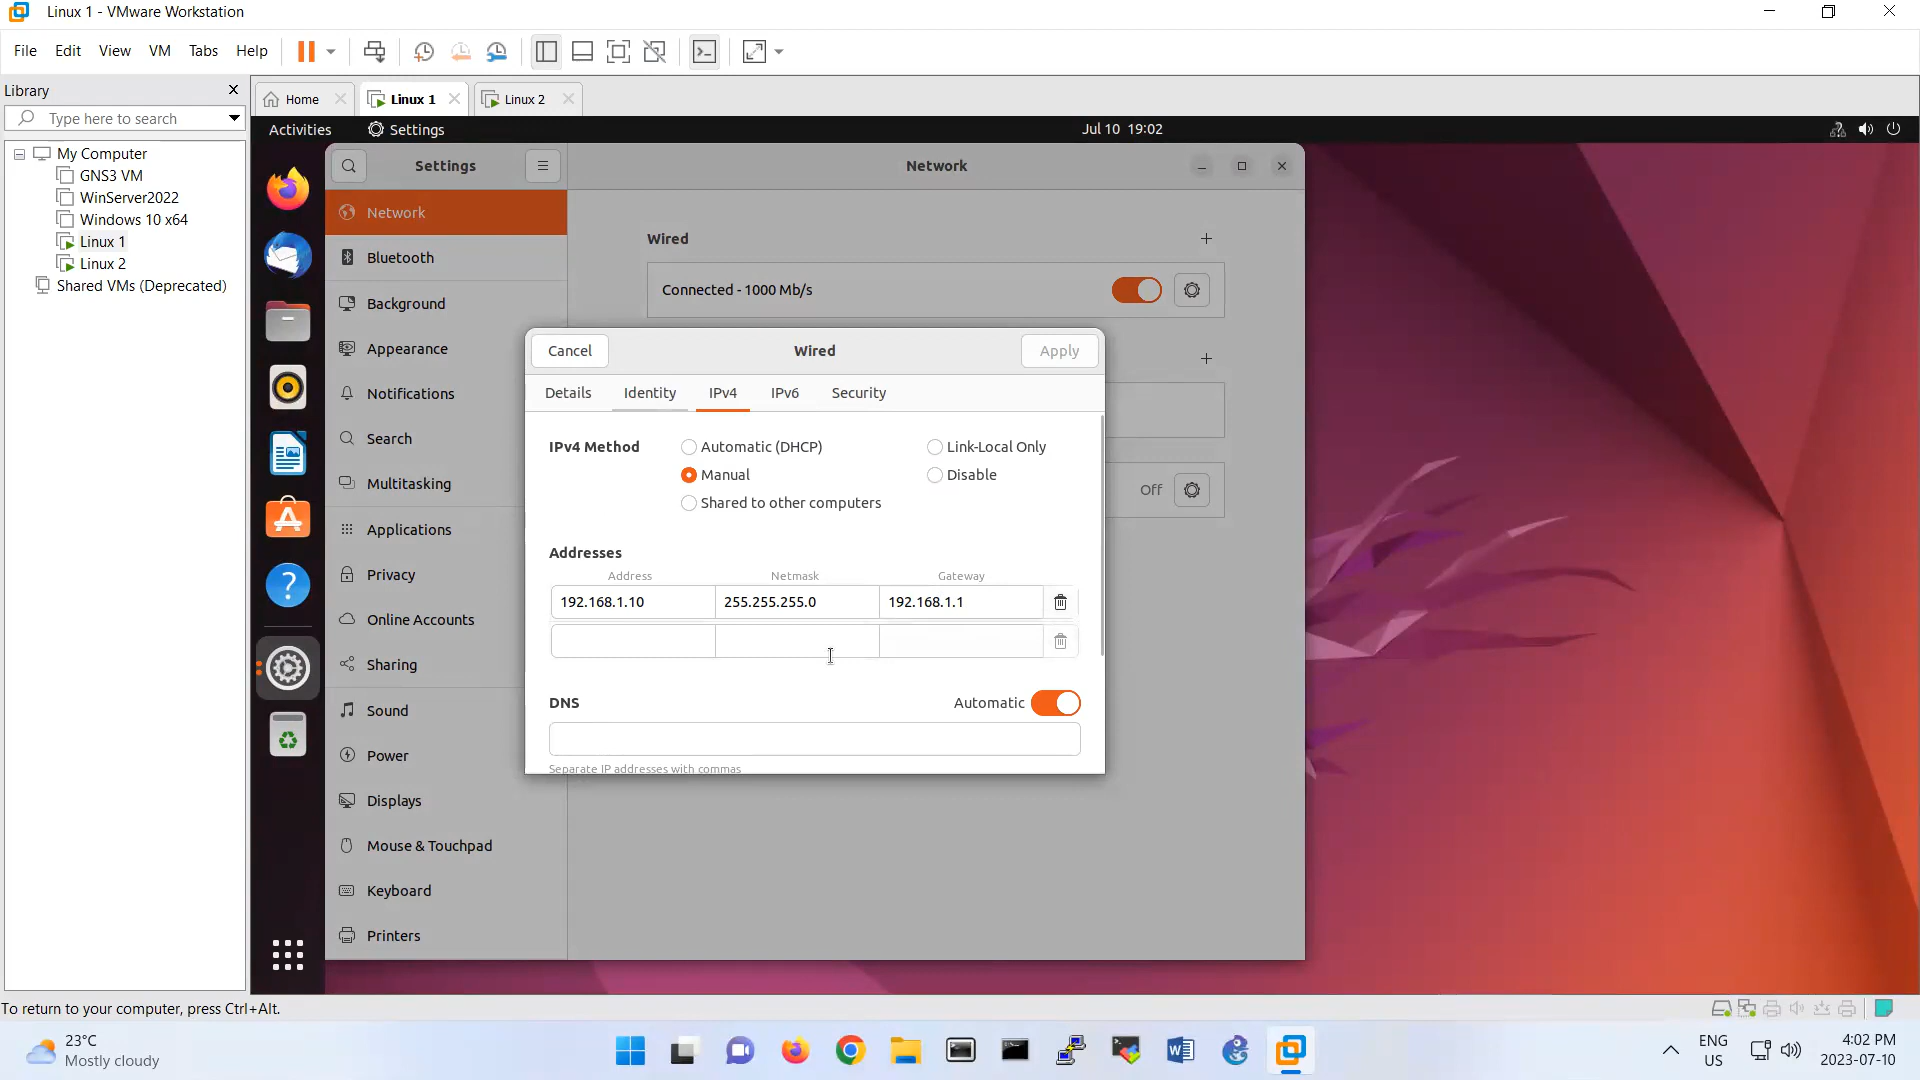 Linux 1 - VMware Workstation
File Edit View VM Tabs Help
Library
Type here to search
My Computer
GNS3 VM
WinServer2022
Windows 10 x64
Linux 1
Linux 2
Shared VMs (Deprecated)
Home
Linux 1
Linux 2
Activities
Settings
Jul 10 19:02
Settings
Network
Network
Bluetooth
Background
Appearance
Notifications
Search
Multitasking
Applications
Privacy
Online Accounts
Sharing
Sound
Power
Displays
Mouse & Touchpad
Keyboard
Printers
Wired
Connected - 1000 Mb/s
Off
Cancel
Wired
Apply
Details Identity IPv4 IPv6 Security
IPv4 Method
Automatic (DHCP)
Link-Local Only
Manual
Disable
Shared to other computers
Addresses
Address Netmask Gateway
192.168.1.10 255.255.255.0 192.168.1.1
DNS
Automatic
Separate IP addresses with commas
To return to your computer, press Ctrl+Alt.
23°C
Mostly cloudy
ENG
US
4:02 PM
2023-07-10